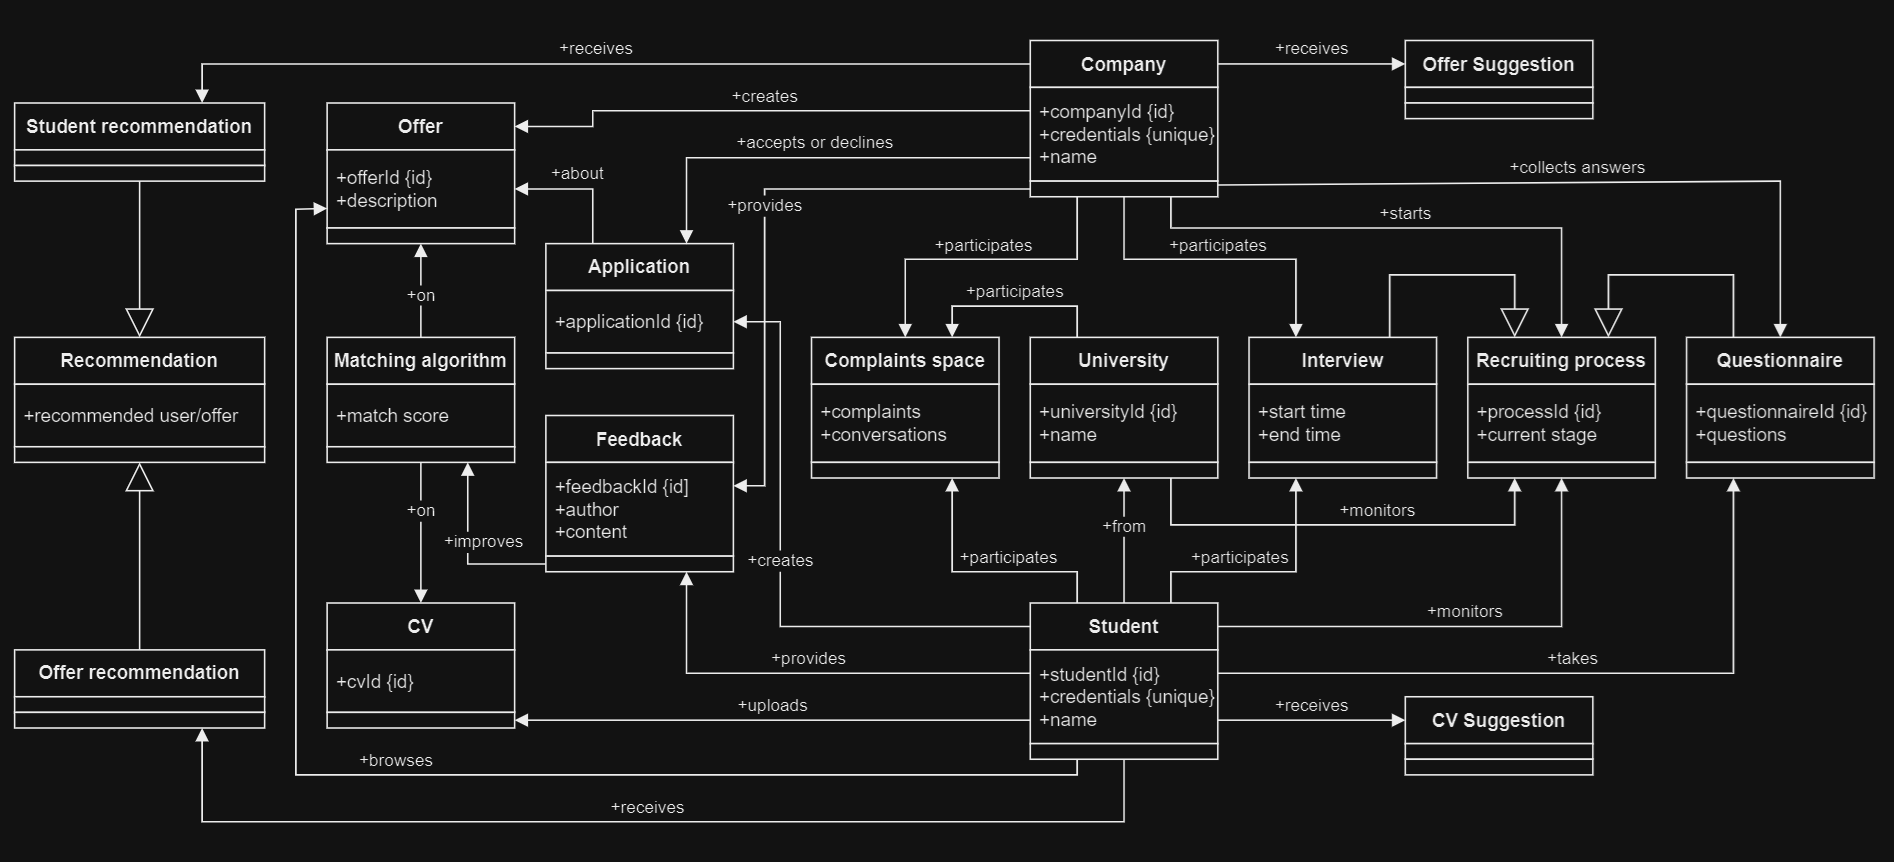 +receives
Company
+companyId {id}
+credentials {unique}
+name
+receives
Offer Suggestion
Student recommendation
+creates
Offer
+offerId {id}
+description
+accepts or declines
+about
+provides
+collects answers
+starts
+participates
+participates
Application
+applicationId {id}
+on
+participates
Recommendation
+recommended user/offer
Matching algorithm
+match score
Complaints space
+complaints
+conversations
University
+universityId {id}
+name
Interview
+start time
+end time
Recruiting process
+processId {id}
+current stage
Questionnaire
+questionnaireId {id}
+questions
Feedback
+feedbackId {id]
+author
+content
+on
+improves
+creates
+from
+monitors
+participates
+participates
+monitors
Offer recommendation
CV
+cvId {id}
+provides
Student
+studentId {id}
+credentials {unique}
+name
+takes
+uploads
+receives
CV Suggestion
+browses
+receives